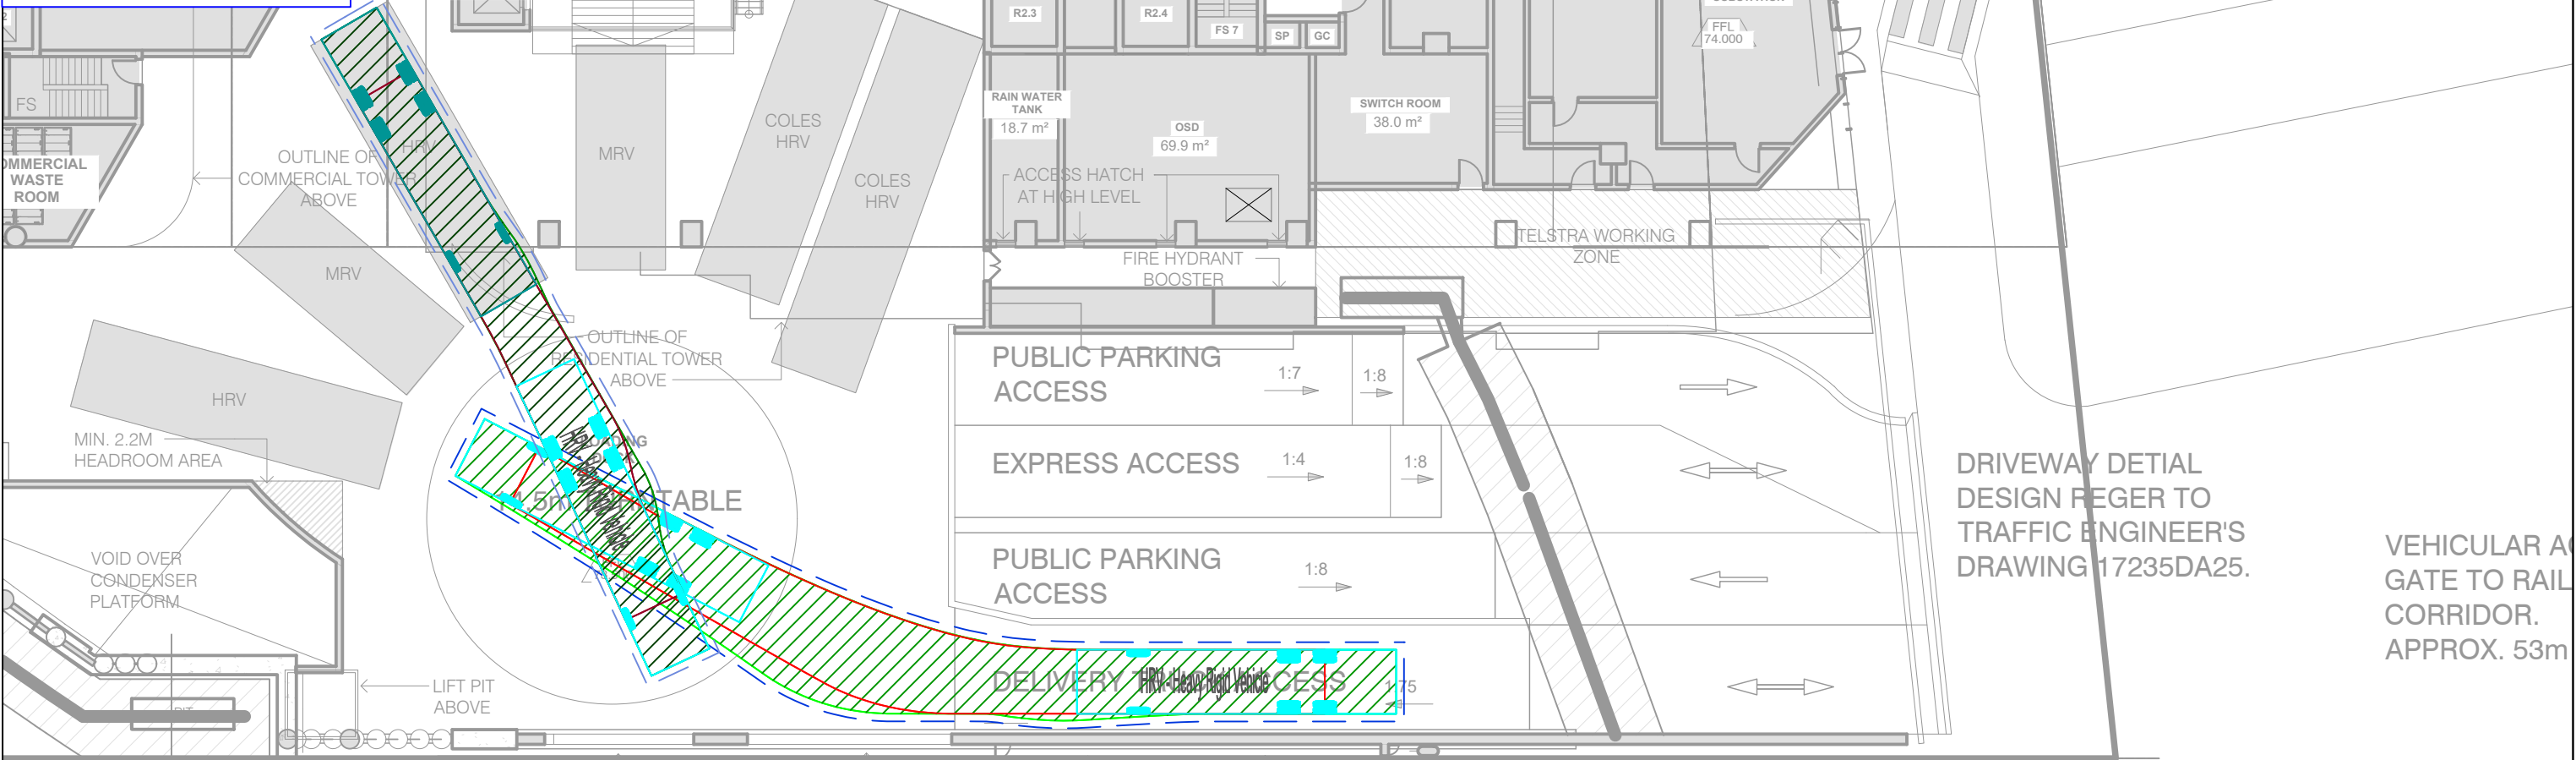 R2.3
R2.4
FS 7
SP
GC
FFL
74.000
FS
RAIN WATER
TANK
18.7 m²
OSD
69.9 m²
SWITCH ROOM
38.0 m²
COLES
HRV
MRV
HRV
OUTLINE OF
COMMERCIAL TOWER
ABOVE
OMMERCIAL
WASTE
ROOM
COLES
HRV
ACCESS HATCH
AT HIGH LEVEL
MRV
FIRE HYDRANT
BOOSTER
TELSTRA WORKING
ZONE
OUTLINE OF
RESIDENTIAL TOWER
ABOVE
HRV
PUBLIC PARKING
ACCESS
1:7
1:8
MIN. 2.2M
HEADROOM AREA
EXPRESS ACCESS
1:4
1:8
DRIVEWAY DETIAL
DESIGN REGER TO
TRAFFIC ENGINEER'S
DRAWING 17235DA25.
VOID OVER
CONDENSER
PLATFORM
PUBLIC PARKING
ACCESS
1:8
VEHICULAR A
GATE TO RAIL
CORRIDOR.
APPROX. 53m
LIFT PIT
ABOVE
DELIVERY
HRV - Heavy Rigid Vehicle